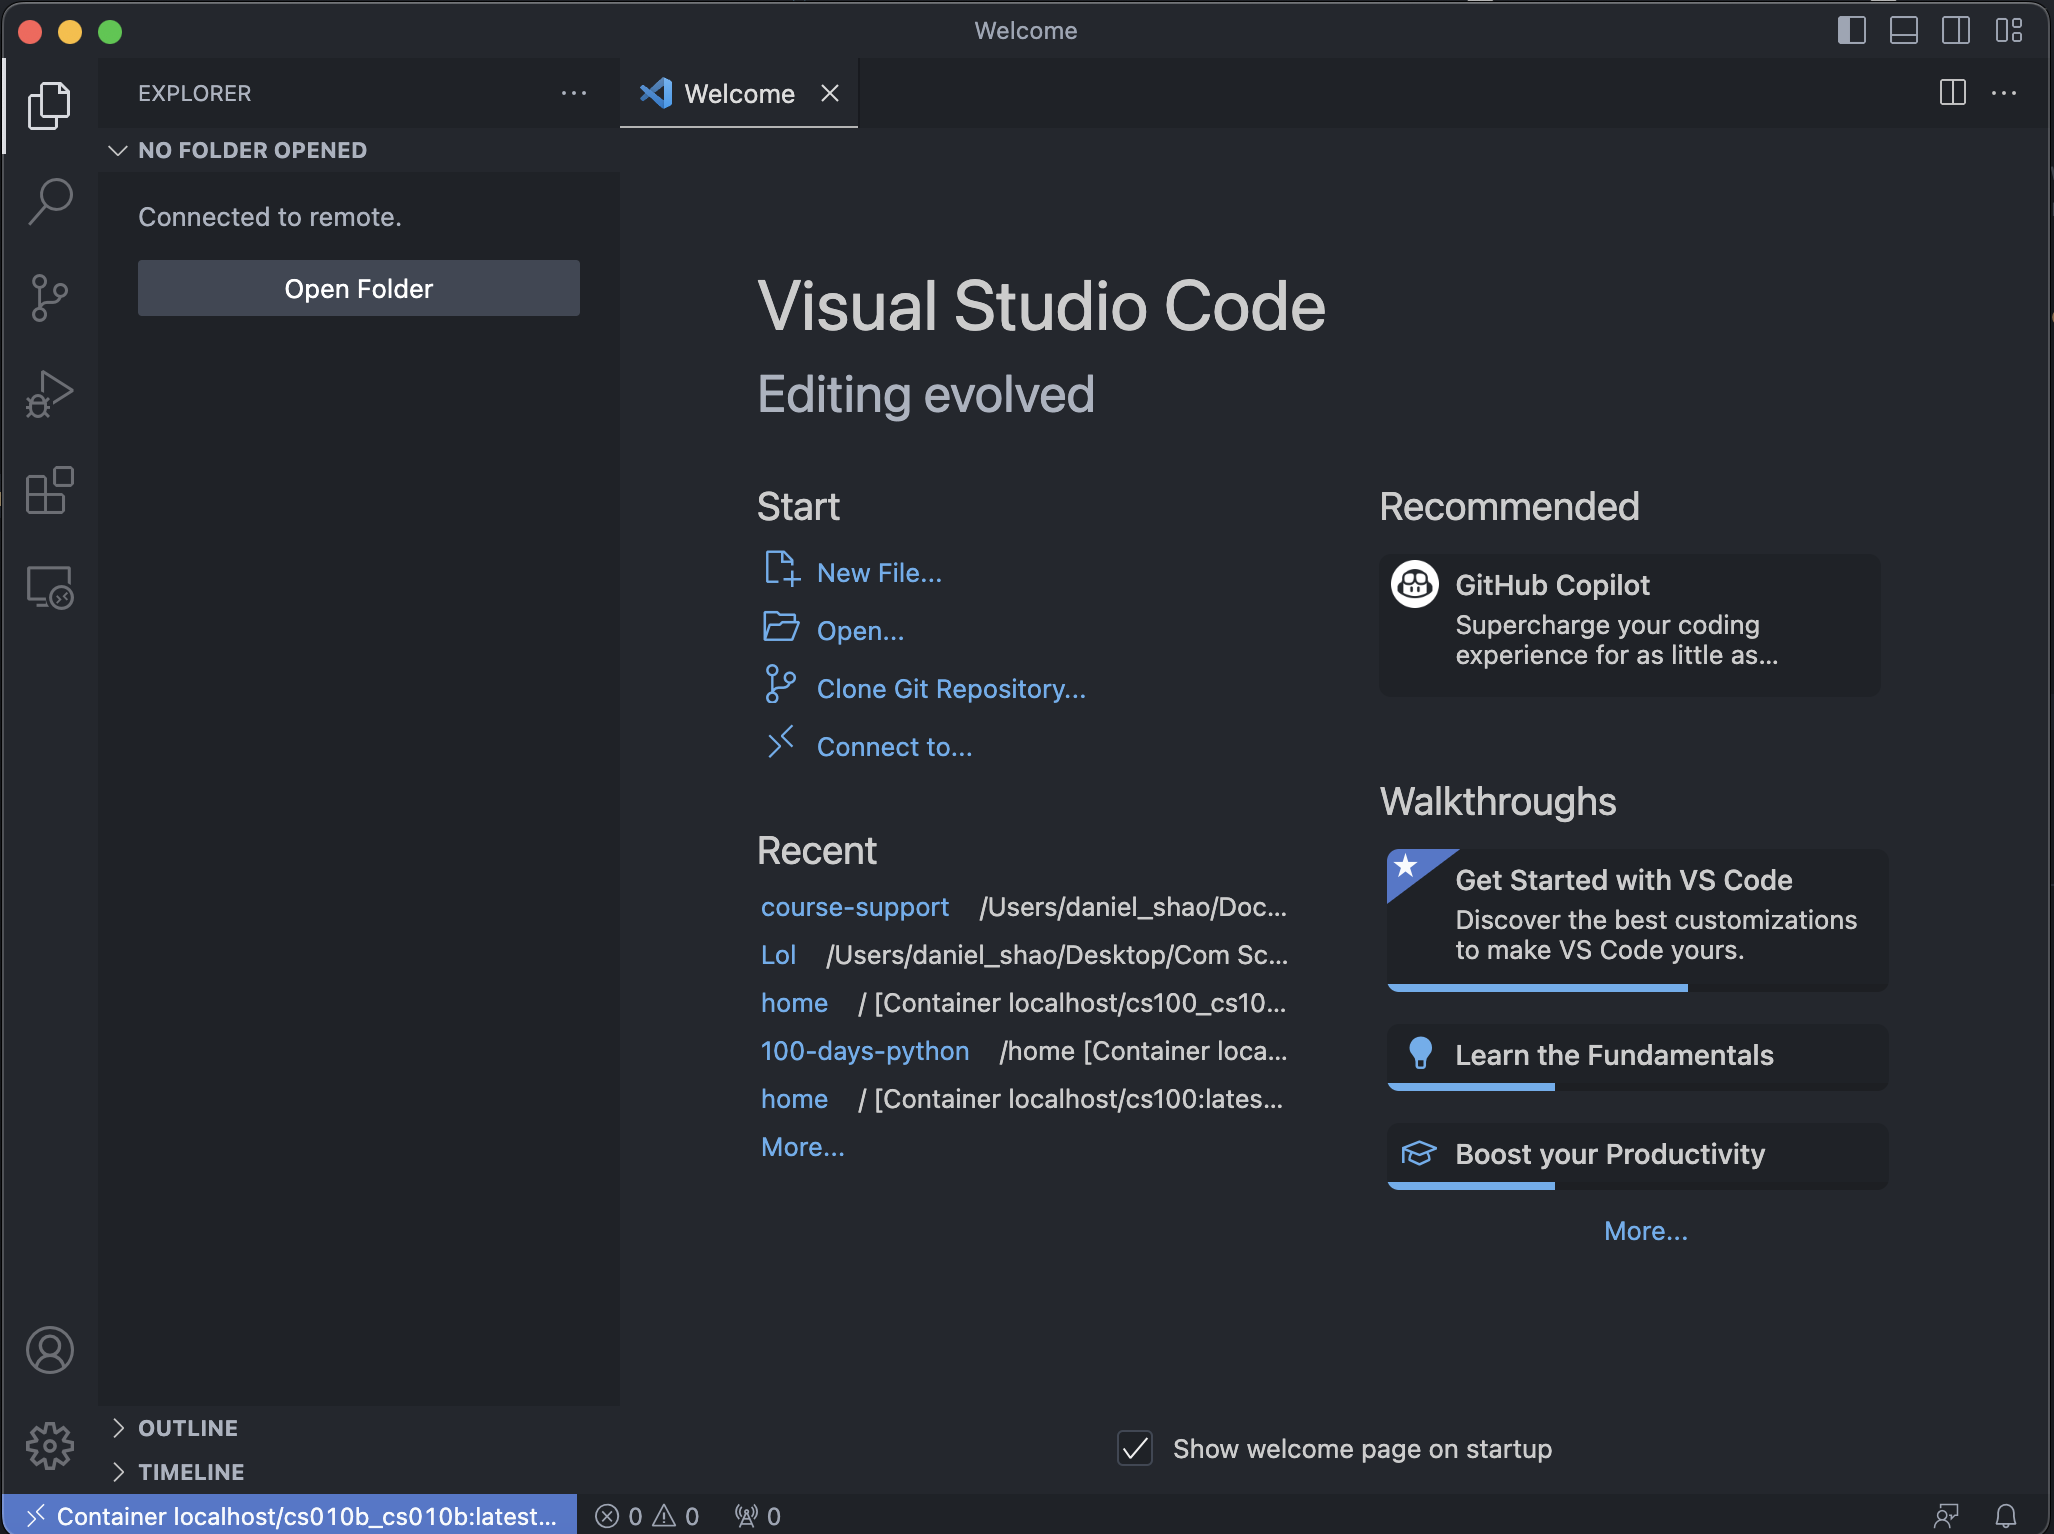 Welcome
EXPLORER
Welcome
NO FOLDER OPENED
Connected to remote.
Open Folder
Visual Studio Code
Editing evolved
Start
New File...
Open...
Clone Git Repository...
Connect to...
Recent
course-support /Users/daniel_shao/Doc...
Lol /Users/daniel_shao/Desktop/Com Sc...
home / [Container localhost/cs100_cs10...
100-days-python /home [Container loca...
home / [Container localhost/cs100:lates...
More...
Recommended
GitHub Copilot
Supercharge your coding
experience for as little as...
Walkthroughs
Get Started with VS Code
Discover the best customizations
to make VS Code yours.
Learn the Fundamentals
Boost your Productivity
More...
OUTLINE
TIMELINE
Show welcome page on startup
Container localhost/cs010b_cs010b:latest... 0 0 0